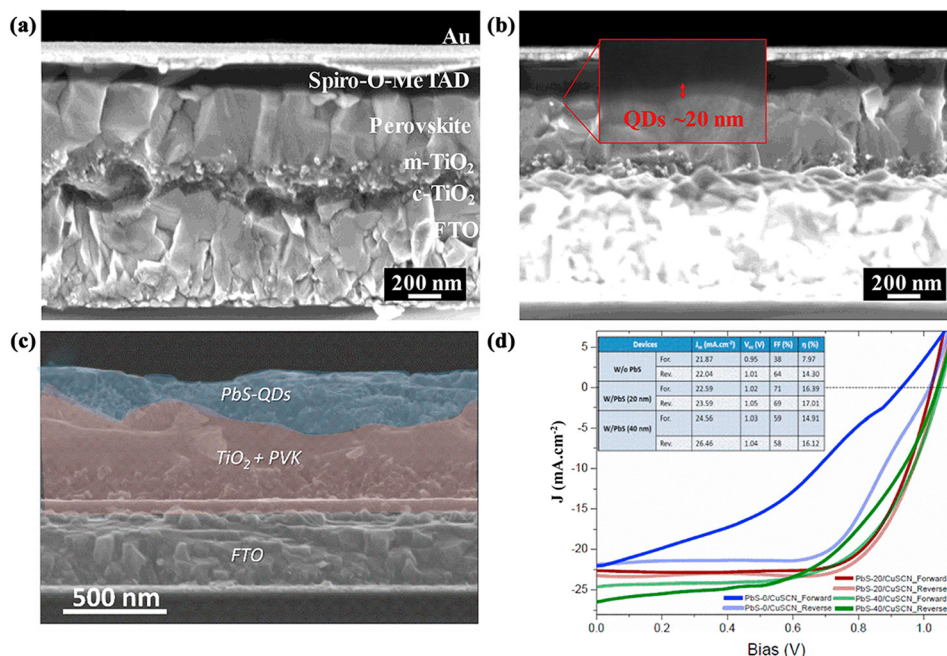 (a)
Au
Spiro-O-MeTAD
Perovskite
m-TiO₂
c-TiO₂
FTO
200 nm
(b)
QDs ~20 nm
200 nm
(c)
PbS-QDs
TiO₂ + PVK
FTO
500 nm
(d)
Devices Jsc (mA.cm-2) Voc (V) FF (%) η (%)
W/o PbS For. 21.87 0.95 38 7.97
Rev. 22.04 1.01 64 14.30
W/PbS (20 nm) For. 22.59 1.02 71 16.39
Rev. 23.59 1.05 69 17.01
W/PbS (40 nm) For. 24.56 1.03 59 14.91
Rev. 26.46 1.04 58 16.12
5
0
-5
-10
-15
-20
-25
J (mA.cm-2)
PbS-20/CuSCN_Forward
PbS-0/CuSCN_Forward PbS-20/CuSCN_Reverse
PbS-0/CuSCN_Reverse PbS-40/CuSCN_Forward
PbS-40/CuSCN_Reverse
0.0 0.2 0.4 0.6 0.8 1.0
Bias (V)